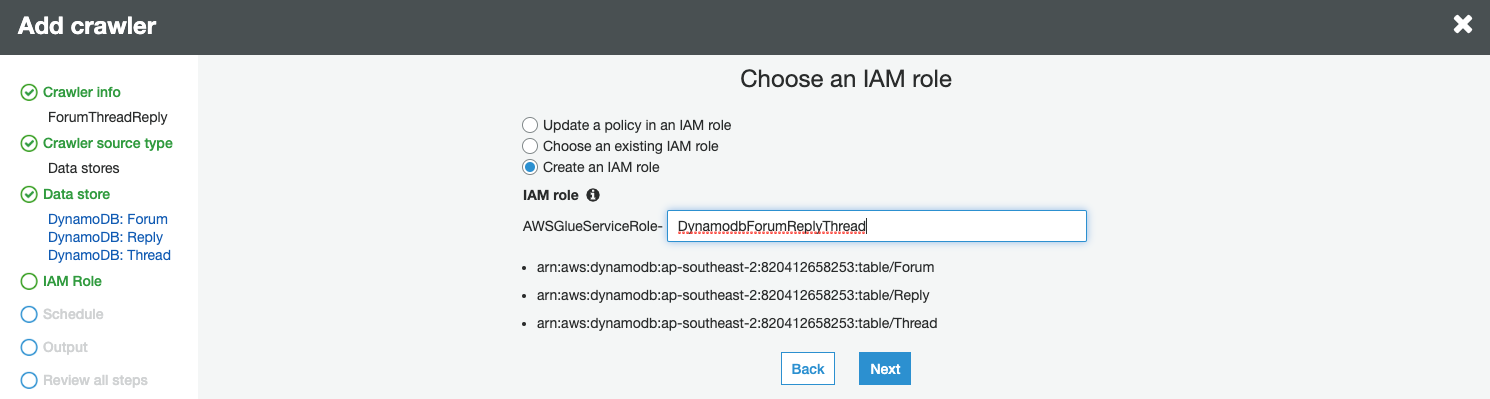 Add crawler
Crawler info
ForumThreadReply
Crawler source type
Data stores
Data store
DynamoDB: Forum
DynamoDB: Reply
DynamoDB: Thread
IAM Role
Schedule
Output
Review all steps
Choose an IAM role
Update a policy in an IAM role
Choose an existing IAM role
Create an IAM role
IAM role
AWSGlueServiceRole- DynamodbForumReplyThread
• arn:aws:dynamodb:ap-southeast-2:820412658253:table/Forum
• arn:aws:dynamodb:ap-southeast-2:820412658253:table/Reply
• arn:aws:dynamodb:ap-southeast-2:820412658253:table/Thread
Back Next